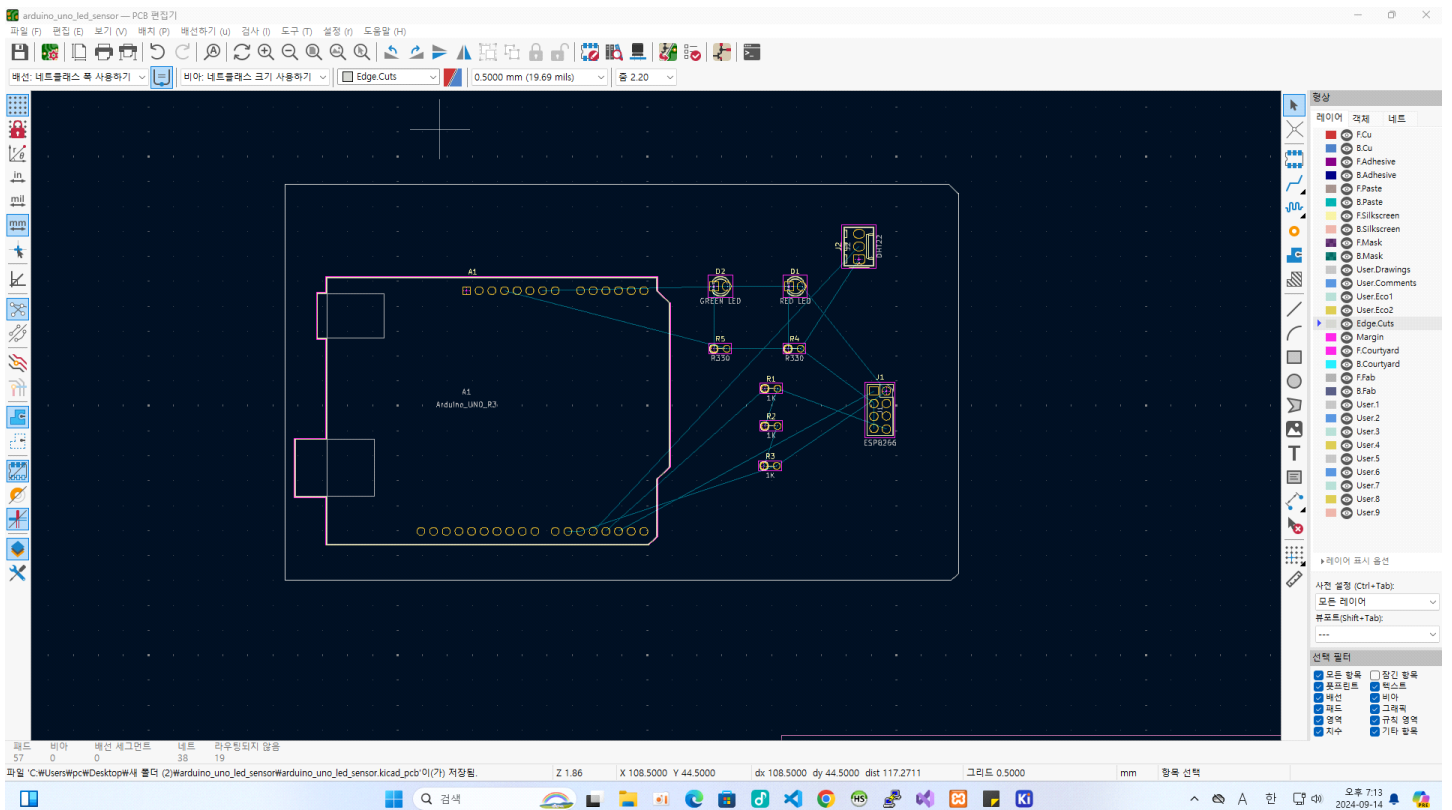 arduino_uno_led_sensor — PCB 편집기
파일 (F) 편집 (E) 보기 (V) 배치 (P) 배선하기 (u) 검사 (I) 도구 (T) 설정 (r) 도움말 (H)
배선: 네트클래스 폭 사용하기 비아: 네트클래스 크기 사용하기 Edge.Cuts 0.5000 mm (19.69 mils) 줌 2.20
in
mil
mm
A1
A1
Arduino_UNO_R3
D2
GREEN LED
D1
RED LED
J2
DHT22
R5
R330
R4
R330
R1
1K
R2
1K
R3
1K
J1
ESP8266
형상
레이어 객체 네트
F.Cu
B.Cu
F.Adhesive
B.Adhesive
F.Paste
B.Paste
F.Silkscreen
B.Silkscreen
F.Mask
B.Mask
User.Drawings
User.Comments
User.Eco1
User.Eco2
Edge.Cuts
Margin
F.Courtyard
B.Courtyard
F.Fab
B.Fab
User.1
User.2
User.3
User.4
User.5
User.6
User.7
User.8
User.9
레이어 표시 옵션
사전 설정 (Ctrl+Tab):
모든 레이어
뷰포트(Shift+Tab):
---
선택 필터
모든 항목 잠긴 항목
풋프린트 텍스트
배선 비아
패드 그래픽
영역 규칙 영역
치수 기타 항목
패드 비아 배선 세그먼트 네트 라우팅되지 않음
57 0 0 38 19
파일 'C:₩Users₩pc₩Desktop₩새 폴더 (2)₩arduino_uno_led_sensor₩arduino_uno_led_sensor.kicad_pcb'이(가) 저장됨. Z 1.86 X 108.5000 Y 44.5000 dx 108.5000 dy 44.5000 dist 117.2711 그리드 0.5000 mm 항목 선택
검색
HS
Ki
A 한
오후 7:13
2024-09-14